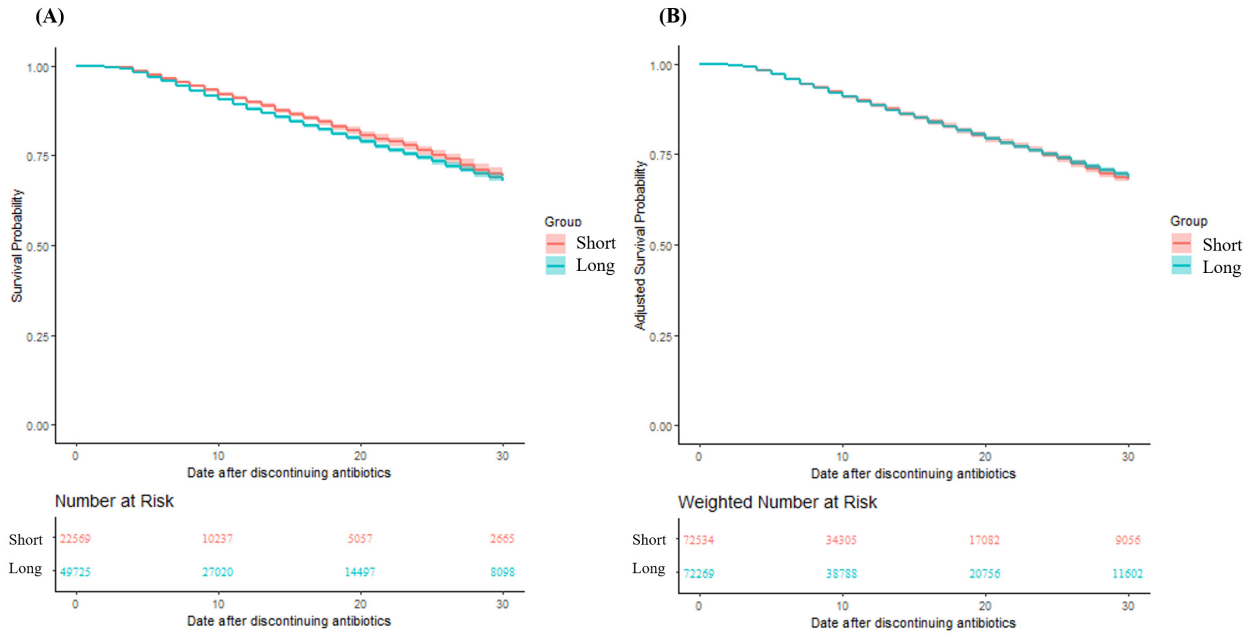 (A)
Survival Probability
1.00
0.75
0.50
0.25
0.00
0 10 20 30
Date after discontinuing antibiotics
Group
Short
Long
Number at Risk
Short 22569 10237 5057 2665
Long 49725 27020 14497 8098
0 10 20 30
Date after discontinuing antibiotics
(B)
Adjusted Survival Probability
1.00
0.75
0.50
0.25
0.00
0 10 20 30
Date after discontinuing antibiotics
Group
Short
Long
Weighted Number at Risk
Short 72534 34305 17082 9056
Long 72269 38788 20756 11602
0 10 20 30
Date after discontinuing antibiotics